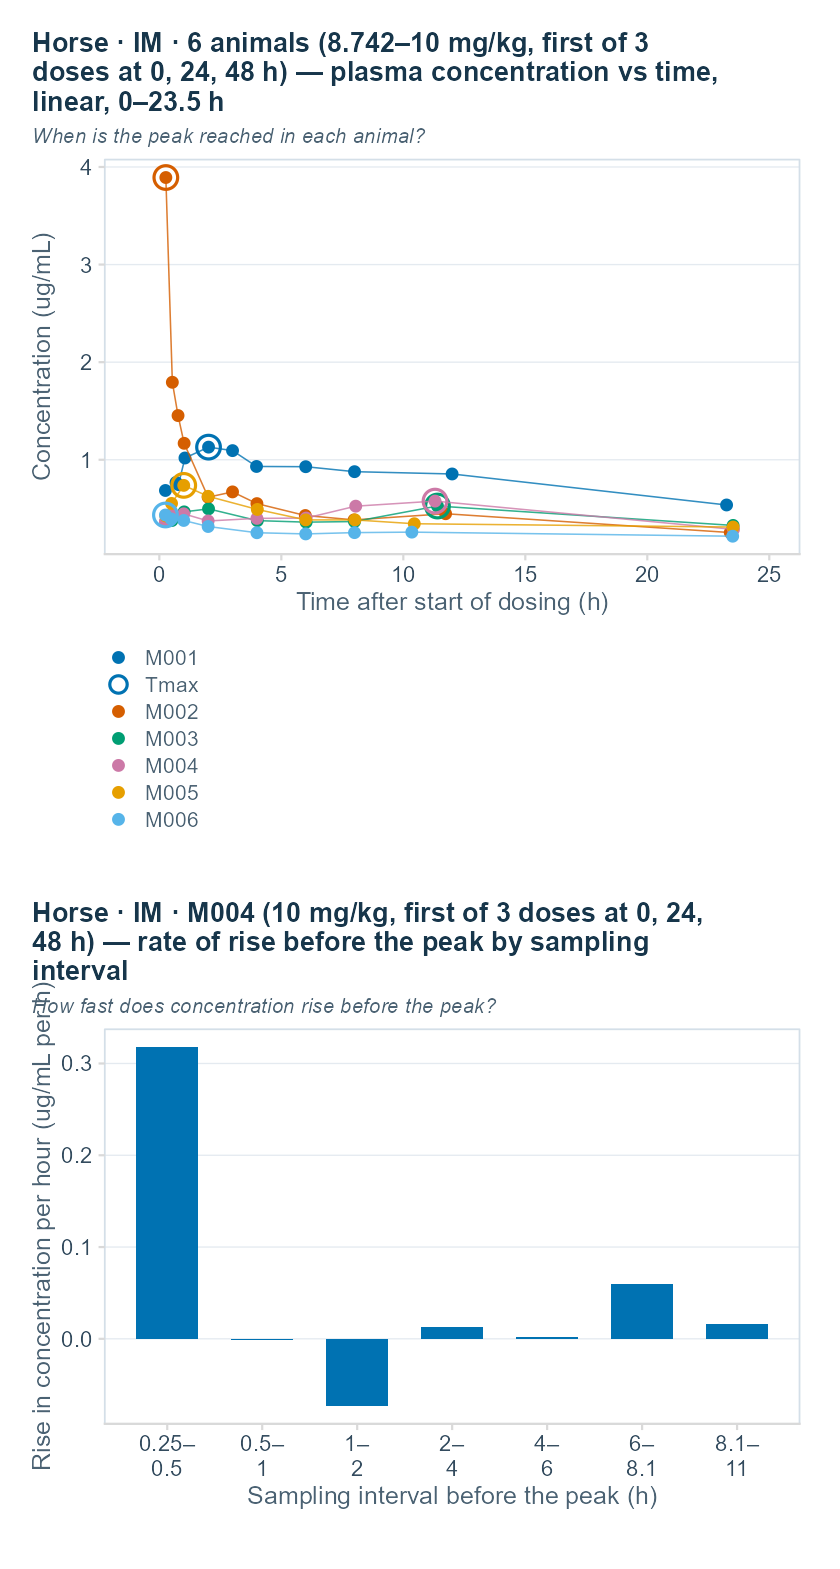 Horse · IM · 6 animals (8.742–10 mg/kg, first of 3
doses at 0, 24, 48 h) — plasma concentration vs time,
linear, 0–23.5 h
When is the peak reached in each animal?
Concentration (ug/mL)
4
3
2
1
0 5 10 15 20 25
Time after start of dosing (h)
M001
Tmax
M002
M003
M004
M005
M006
Horse · IM · M004 (10 mg/kg, first of 3 doses at 0, 24,
48 h) — rate of rise before the peak by sampling
interval
How fast does concentration rise before the peak?
Rise in concentration per hour (ug/mL per h)
0.3
0.2
0.1
0.0
0.25– 0.5– 1– 2– 4– 6– 8.1–
0.5 1 2 4 6 8.1 11
Sampling interval before the peak (h)